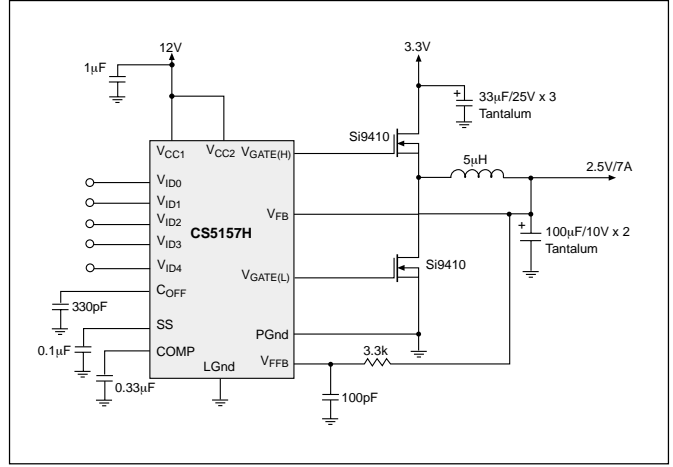 12V
1μF
3.3V
33μF/25V x 3
Tantalum
Si9410
5μH
2.5V/7A
VCC1
VCC2
VGATE(H)
VID0
VID1
VID2
VID3
VID4
CS5157H
VFB
100μF/10V x 2
Tantalum
VGATE(L)
Si9410
COFF
330pF
SS
0.1μF
COMP
0.33μF
LGnd
PGnd
VFFB
3.3k
100pF